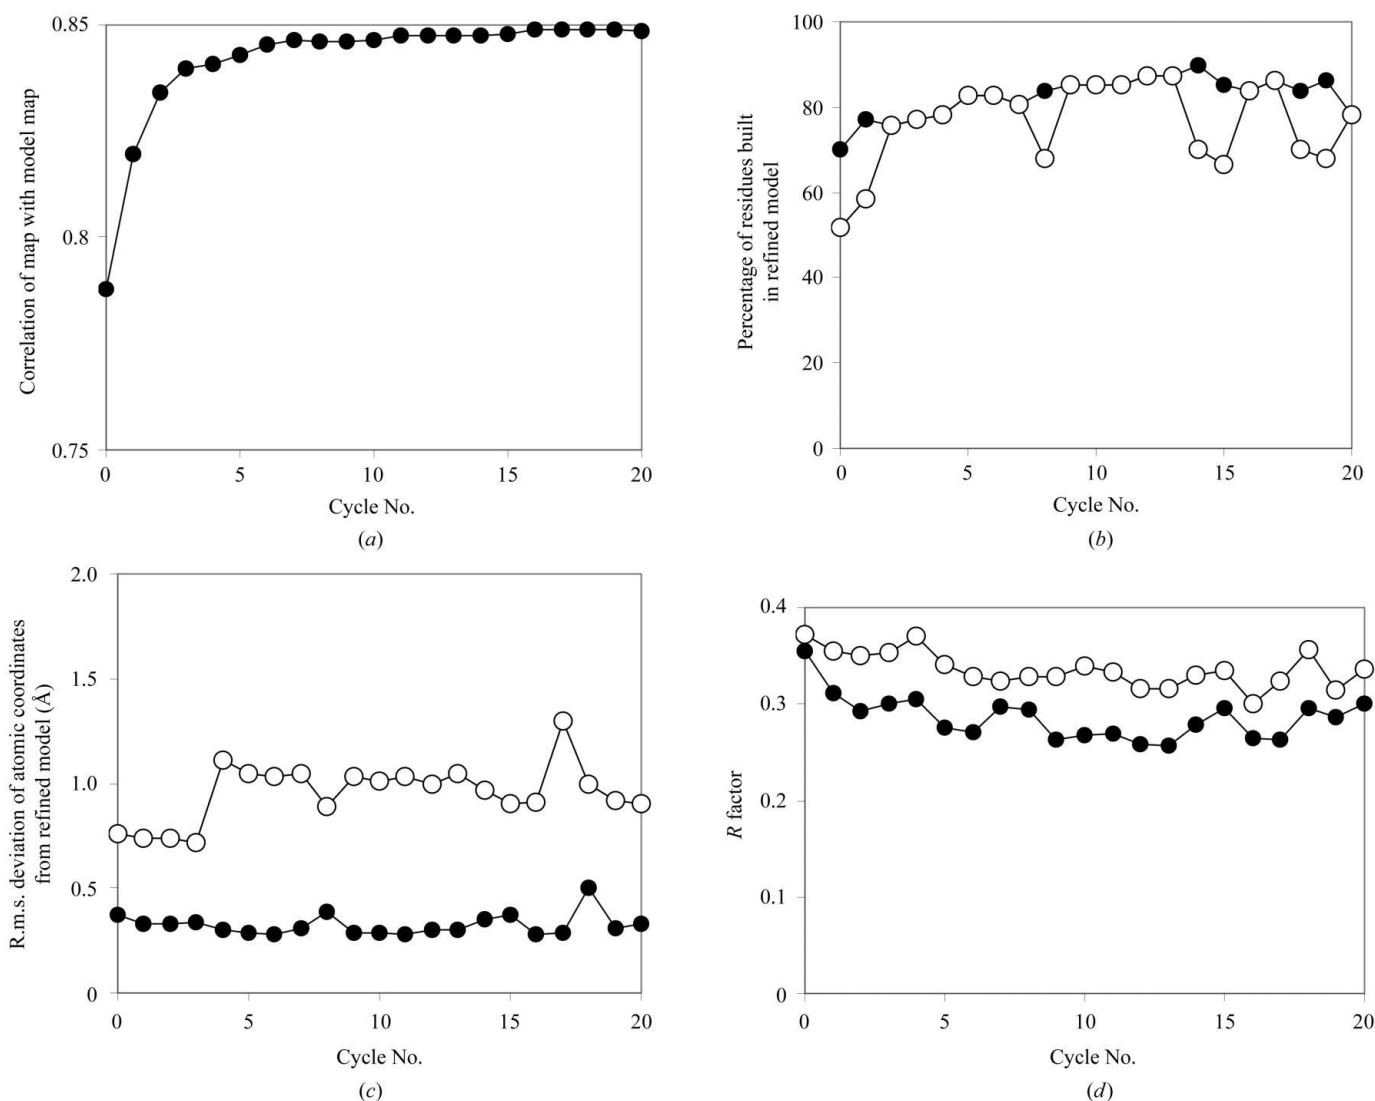 0.85
0.8
0.75
Correlation of map with model map
0
5
10
15
20
Cycle No.
(a)
100
80
60
40
20
0
Percentage of residues built
in refined model
0
5
10
15
20
Cycle No.
(b)
2.0
1.5
1.0
0.5
0
R.m.s. deviation of atomic coordinates
from refined model (Å)
0
5
10
15
20
Cycle No.
(c)
0.4
0.3
0.2
0.1
0
R factor
0
5
10
15
20
Cycle No.
(d)